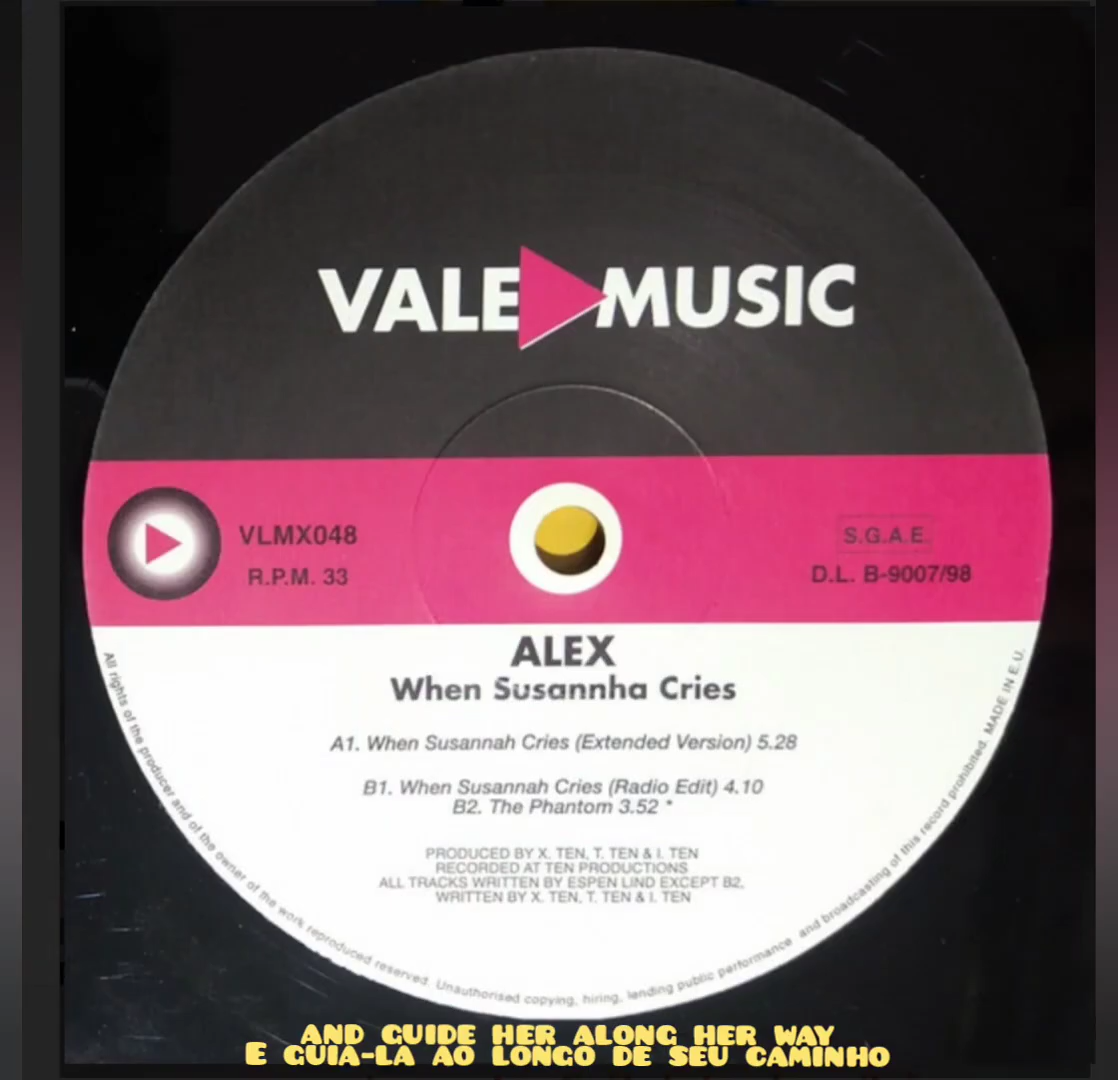 VALE MUSIC
VLMX048
R.P.M. 33
S.G.A.E.
D.L. B-9007/98
ALEX
When Susannha Cries
A1. When Susannah Cries (Extended Version) 5.28
B1. When Susannah Cries (Radio Edit) 4.10
B2. The Phantom 3.52 *
PRODUCED BY X. TEN, T. TEN & I. TEN
RECORDED AT TEN PRODUCTIONS
ALL TRACKS WRITTEN BY ESPEN LIND EXCEPT B2,
WRITTEN BY X. TEN, T. TEN & I. TEN
All rights of the producer and of the owner of the work reproduced reserved. Unauthorised copying, hiring, lending public performance and broadcasting of this record prohibited. MADE IN E.U.
AND GUIDE HER ALONG HER WAY
E GUIA-LA AO LONGO DE SEU CAMINHO